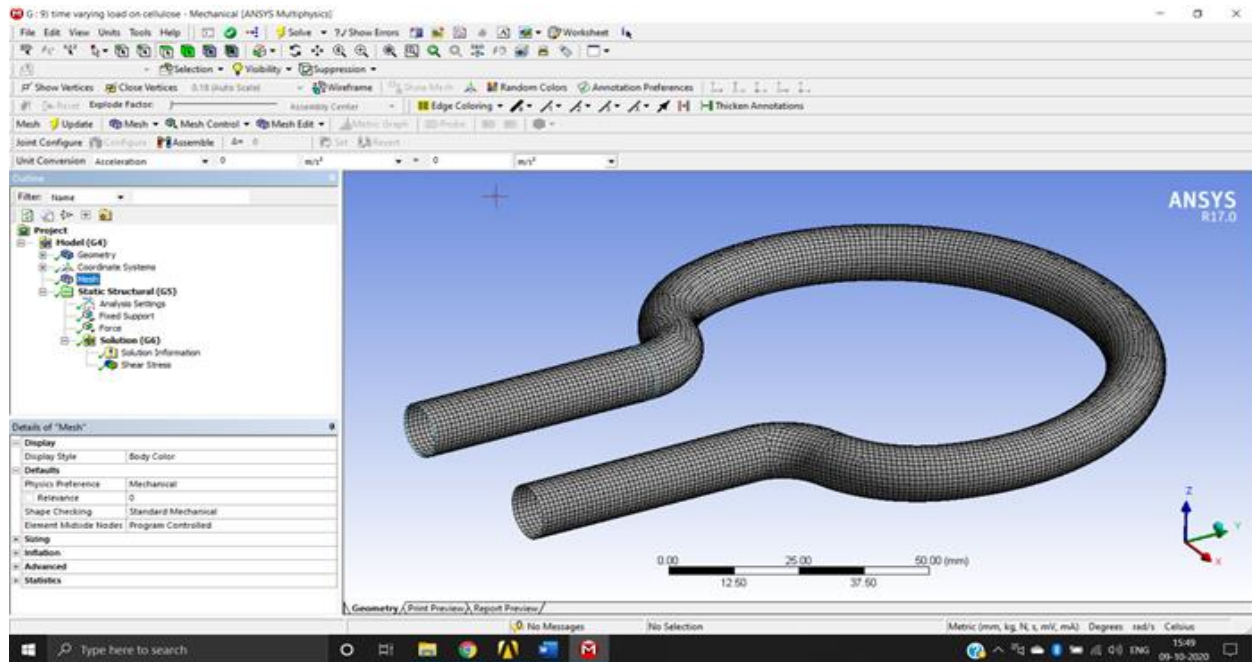 G : 9) time varying load on cellulose - Mechanical [ANSYS Multiphysics]
File Edit View Units Tools Help Solve ?/ Show Errors Worksheet
Selection Visibility Suppression
Show Vertices Close Vertices 0.18 (Auto Scale) Wireframe Show Mesh Random Colors Annotation Preferences
Reset Explode Factor: Assembly Center Edge Coloring Thicken Annotations
Mesh Update Mesh Mesh Control Mesh Edit Metric Graph Probe
Joint Configure Configure Assemble Δ= 0 Set Revert
Unit Conversion Acceleration 0 m/s² = 0 m/s²
Outline
Filter: Name
Project
Model (G4)
Geometry
Coordinate Systems
Mesh
Static Structural (G5)
Analysis Settings
Fixed Support
Force
Solution (G6)
Solution Information
Shear Stress
Details of "Mesh"
Display
Display Style Body Color
Defaults
Physics Preference Mechanical
Relevance 0
Shape Checking Standard Mechanical
Element Midside Nodes Program Controlled
Sizing
Inflation
Advanced
Statistics
ANSYS
R17.0
Z
Y
X
0.00 25.00 50.00 (mm)
12.50 37.50
Geometry Print Preview Report Preview
No Messages No Selection Metric (mm, kg, N, s, mV, mA) Degrees rad/s Celsius
Type here to search ENG 15:49
09-10-2020